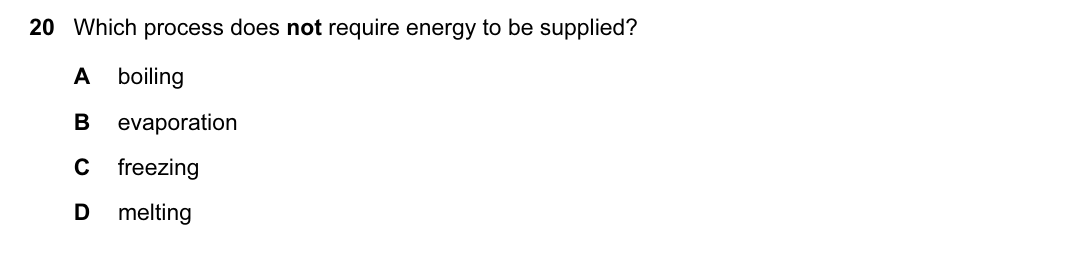 20 Which process does not require energy to be supplied?
A boiling
B evaporation
C freezing
D melting